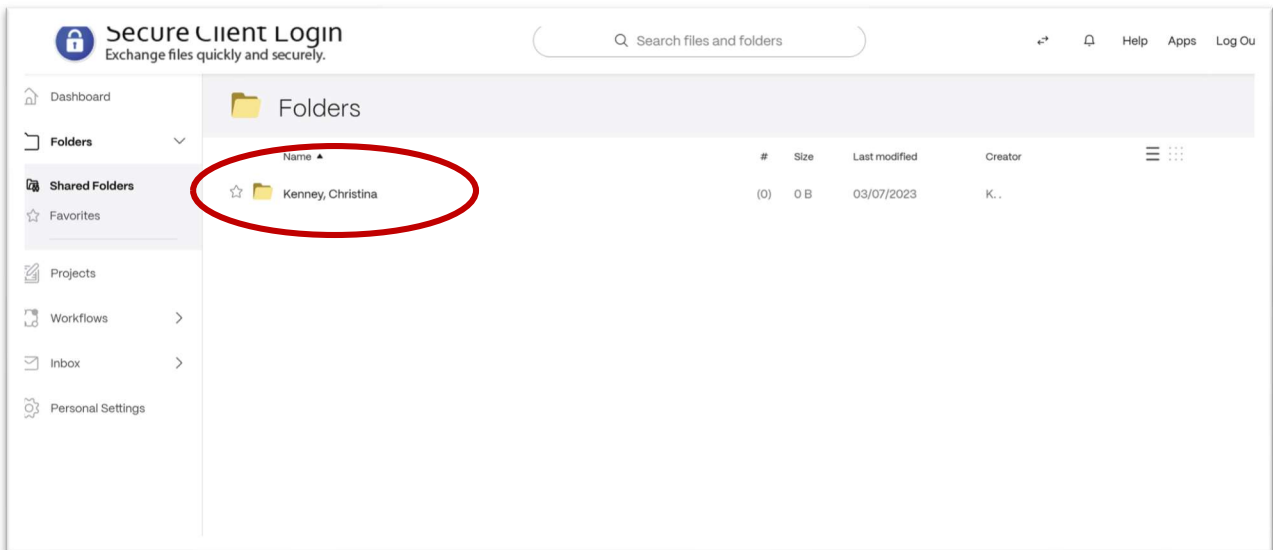 Secure Client Login
Exchange files quickly and securely.
Search files and folders
Help Apps Log Ou
Dashboard
Folders
Folders
Name ▲ # Size Last modified Creator
Shared Folders
Kenney, Christina (0) 0 B 03/07/2023 K. .
Favorites
Projects
Workflows
Inbox
Personal Settings